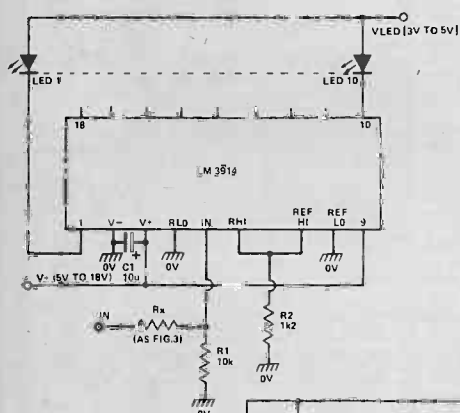 VLED (3V TO 5V)
LED 1
LED 10
18
10
LM 3914
1
V-
V+
RLO
IN
RHI
REF
HI
REF
LO
9
0V
C1
10u
+
0V
0V
V+ (5V TO 18V)
IN
Rx
(AS FIG.3)
R2
1k2
R1
10k
0V
0V